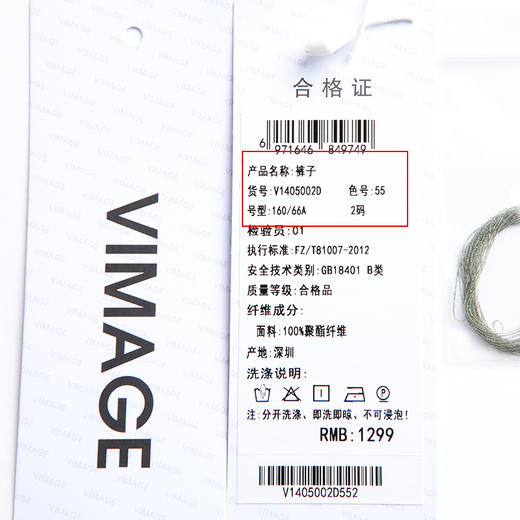 VIMAGE
合格证
6 971646 849749
产品名称:裤子
货号:V1405002D 色号:55
号型:160/66A 2码
检验员:01
执行标准:FZ/T81007-2012
安全技术类别:GB18401 B类
质量等级:合格品
纤维成分:
面料:100%聚酯纤维
产地:深圳
洗涤说明:
注:分开洗涤、即洗即晾、不可浸泡!
RMB:1299
V1405002D552